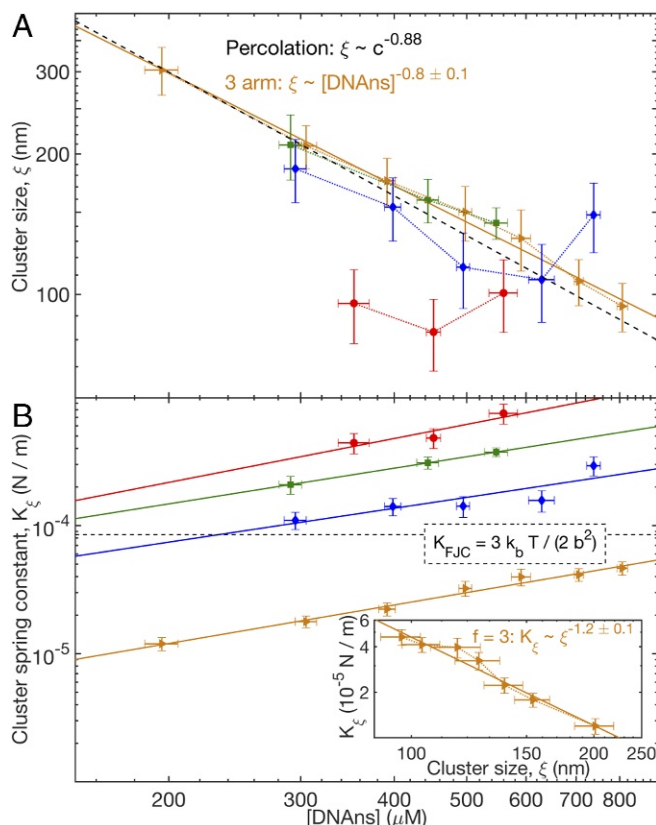 A
Percolation: ξ ~ c^-0.88
3 arm: ξ ~ [DNAns]^-0.8 ± 0.1
Cluster size, ξ (nm)
300
200
100
B
Cluster spring constant, K_ξ (N / m)
10^-4
10^-5
K_FJC = 3 k_b T / (2 b^2)
f = 3: K_ξ ~ ξ^-1.2 ± 0.1
K_ξ (10^-5 N / m)
4
2
100
150
200
250
Cluster size, ξ (nm)
200
300
400
500
600
700
800
[DNAns] (μM)